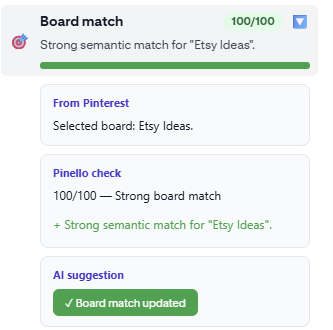 Board match 100/100
Strong semantic match for "Etsy Ideas".
From Pinterest
Selected board: Etsy Ideas.
Pinello check
100/100 — Strong board match
+ Strong semantic match for "Etsy Ideas".
AI suggestion
✓ Board match updated